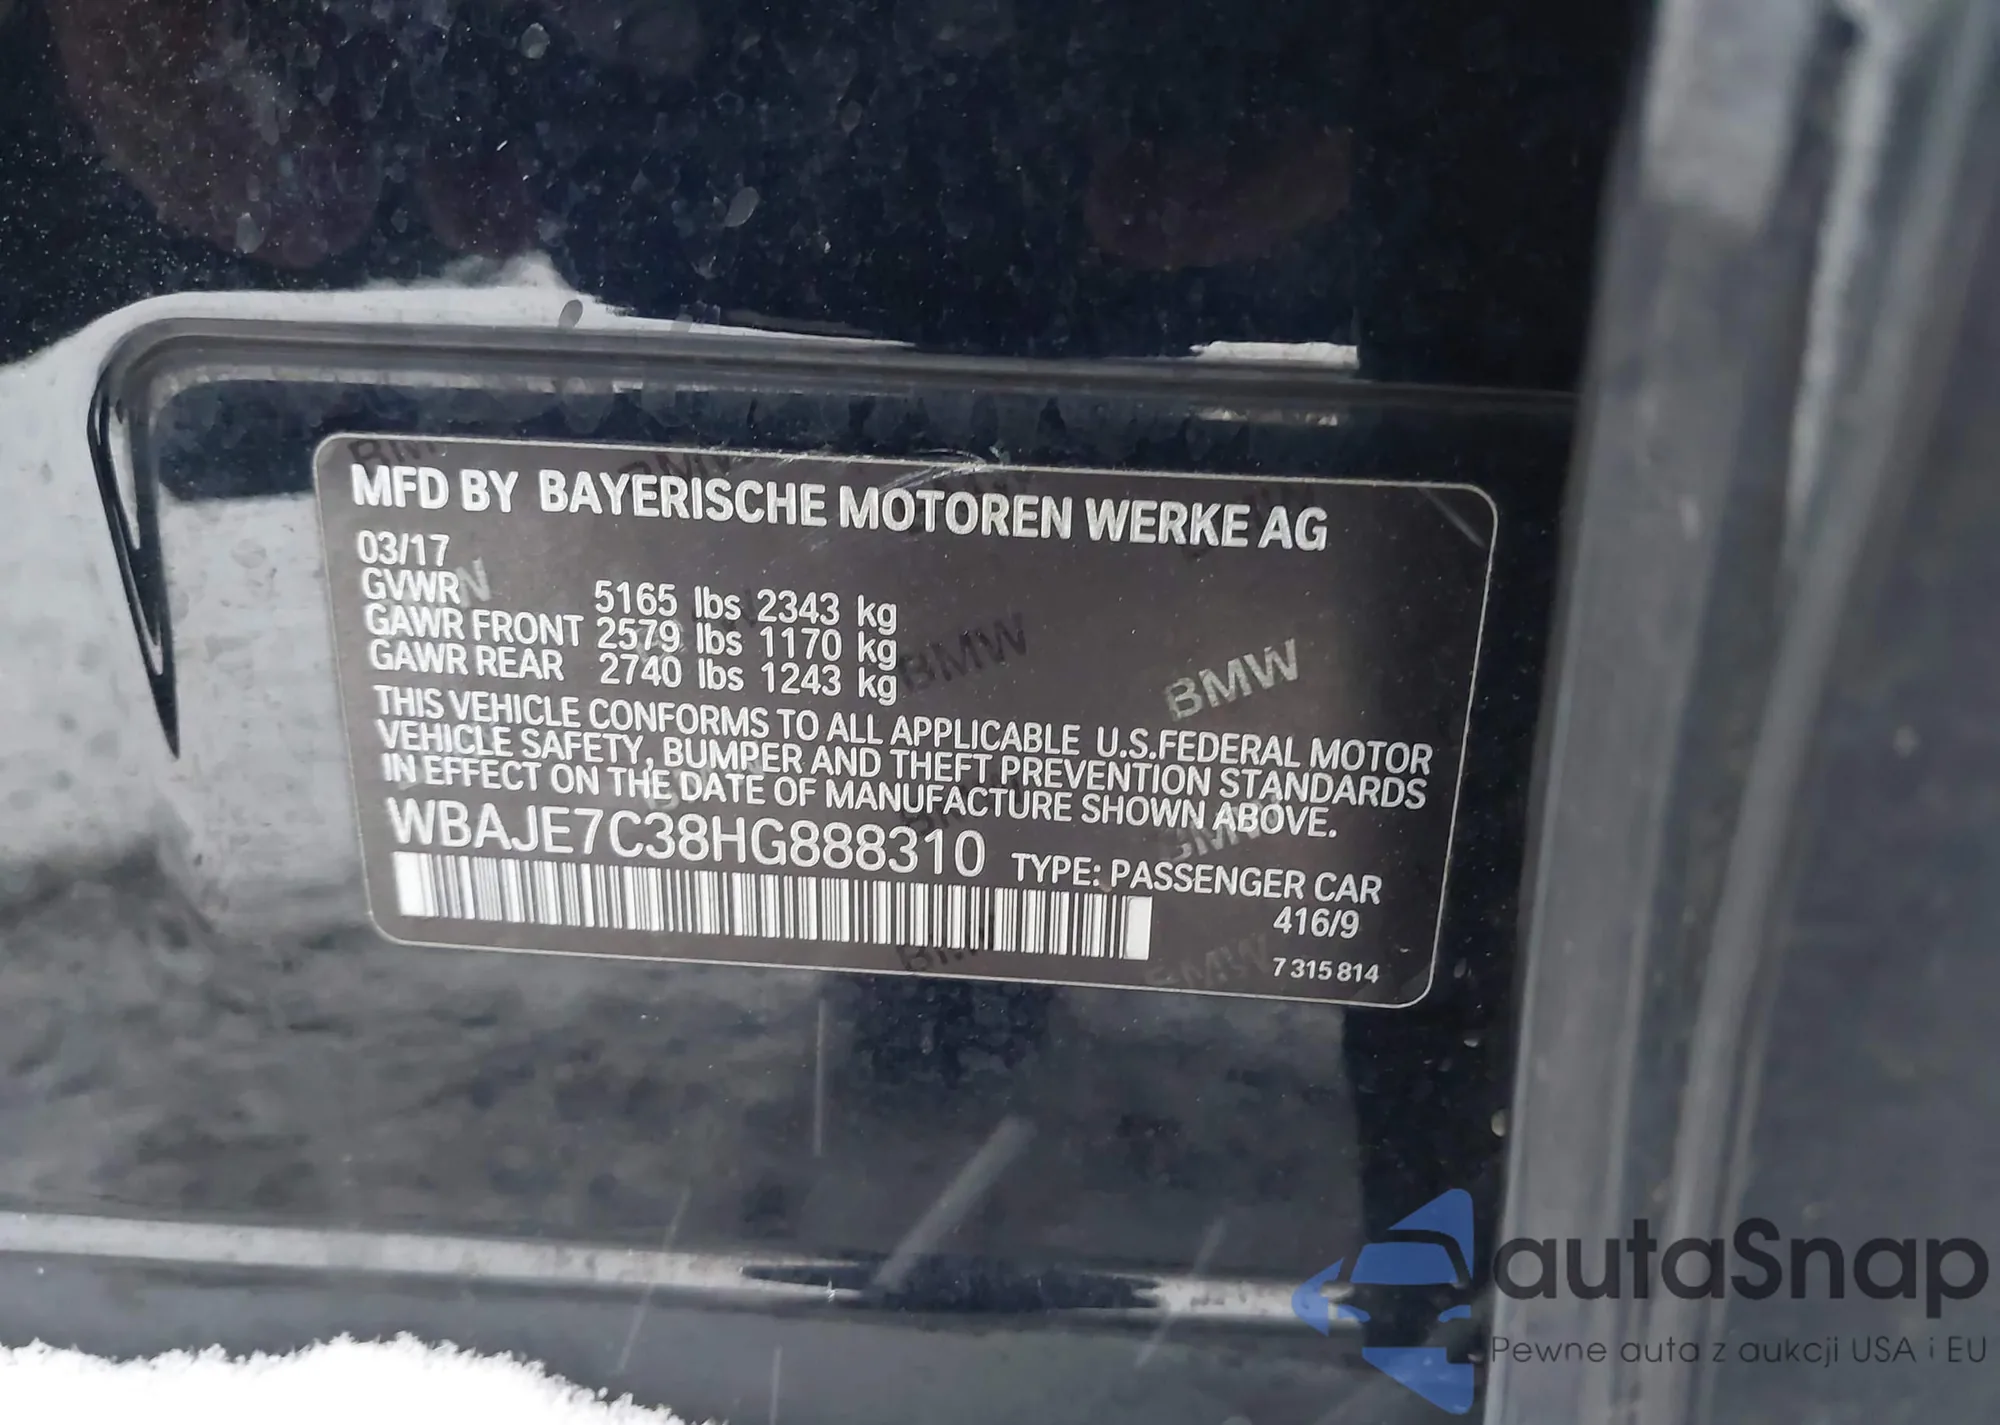 MFD BY BAYERISCHE MOTOREN WERKE AG
03/17
GVWR 5165 lbs 2343 kg
GAWR FRONT 2579 lbs 1170 kg
GAWR REAR 2740 lbs 1243 kg
THIS VEHICLE CONFORMS TO ALL APPLICABLE U.S.FEDERAL MOTOR
VEHICLE SAFETY, BUMPER AND THEFT PREVENTION STANDARDS
IN EFFECT ON THE DATE OF MANUFACTURE SHOWN ABOVE.
WBAJE7C38HG888310 TYPE: PASSENGER CAR
416/9
7 315 814
BMW
BMW
autaSnap
Pewne auta z aukcji USA i EU